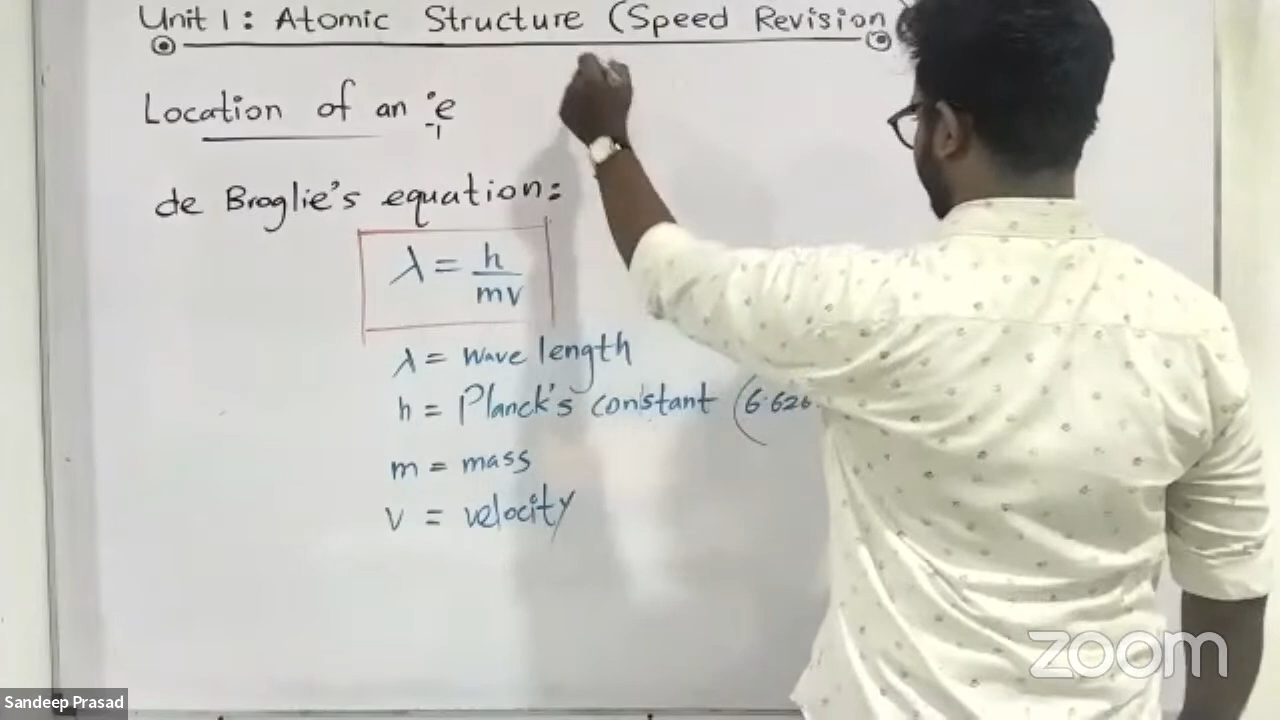 Unit 1: Atomic Structure (Speed Revision)
Location of an e
-1
de Broglie's equation:
λ = h/mv
λ = wave length
h = Planck's constant (6.626
m = mass
v = velocity
zoom
Sandeep Prasad